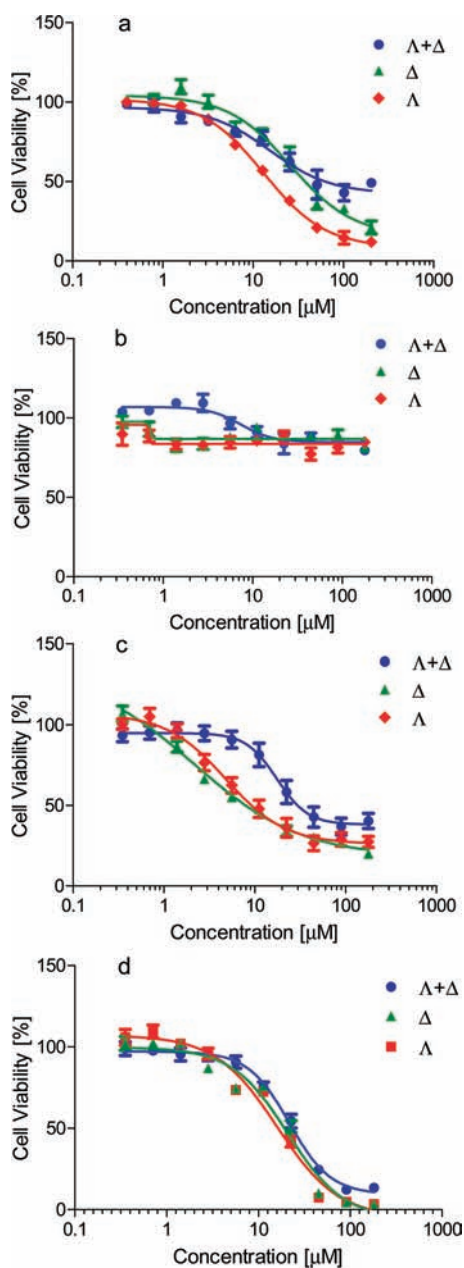 a
150
100
50
0
Cell Viability [%]
Λ+Δ
Δ
Λ
0.1 1 10 100 1000
Concentration [μM]
b
150
100
50
0
Cell Viability [%]
Λ+Δ
Δ
Λ
0.1 1 10 100 1000
Concentration [μM]
c
150
100
50
0
Cell Viability [%]
Λ+Δ
Δ
Λ
0.1 1 10 100 1000
Concentration [μM]
d
150
100
50
0
Cell Viability [%]
Λ+Δ
Δ
Λ
0.1 1 10 100 1000
Concentration [μM]